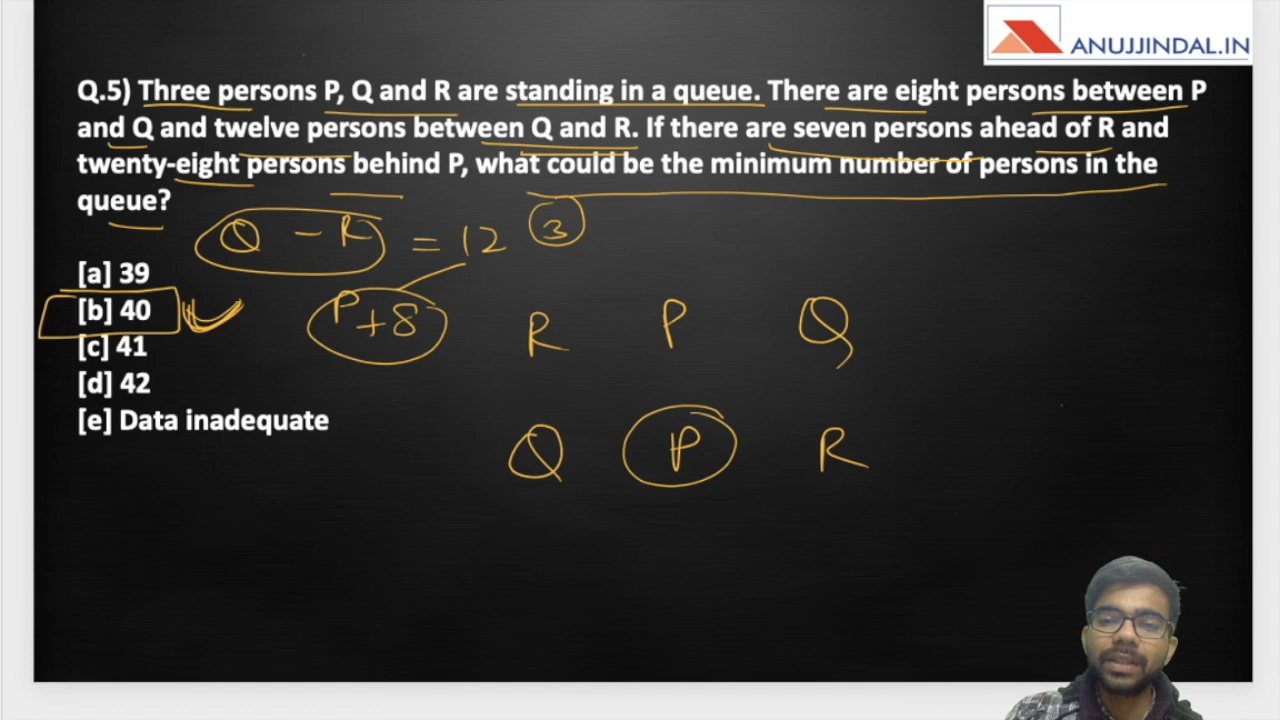 ANUJJINDAL.IN
Q.5) Three persons P, Q and R are standing in a queue. There are eight persons between P
and Q and twelve persons between Q and R. If there are seven persons ahead of R and
twenty-eight persons behind P, what could be the minimum number of persons in the
queue?
Q - R = 12 3
[a] 39
[b] 40
P+8
R P Q
[c] 41
[d] 42
[e] Data inadequate
Q P R